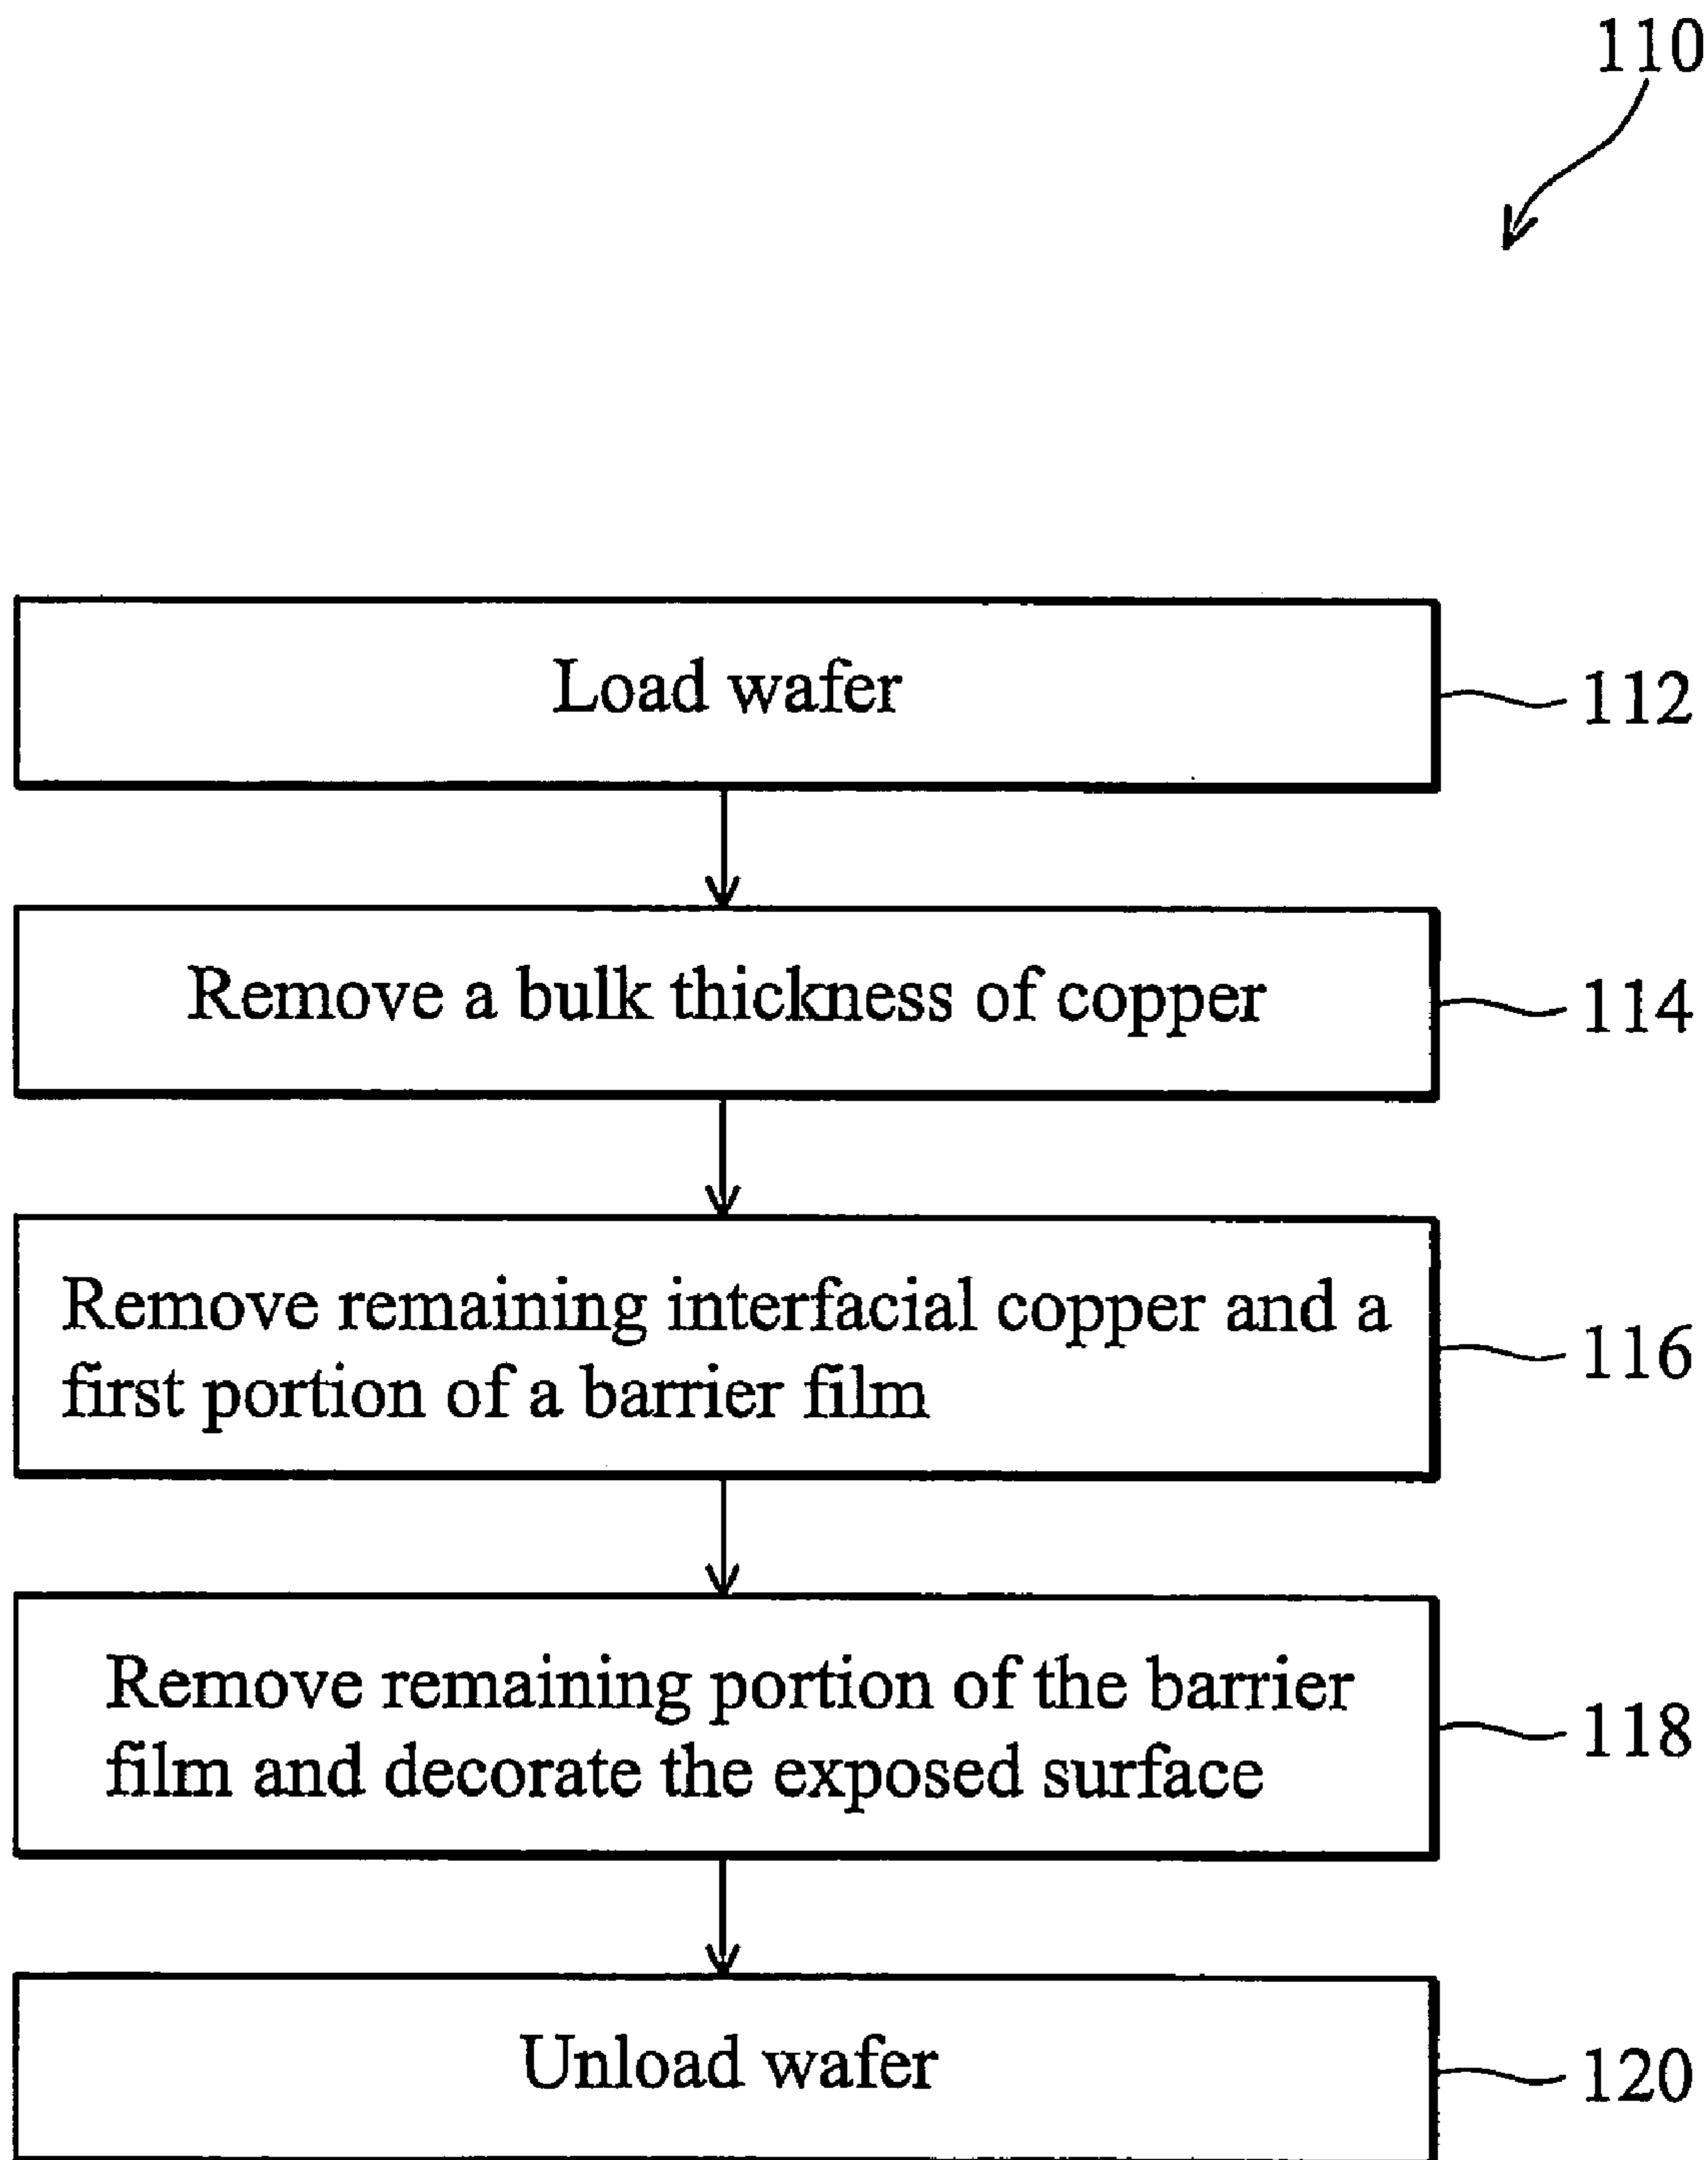 110
Load wafer
112
Remove a bulk thickness of copper
114
Remove remaining interfacial copper and a
first portion of a barrier film
116
Remove remaining portion of the barrier
film and decorate the exposed surface
118
Unload wafer
120